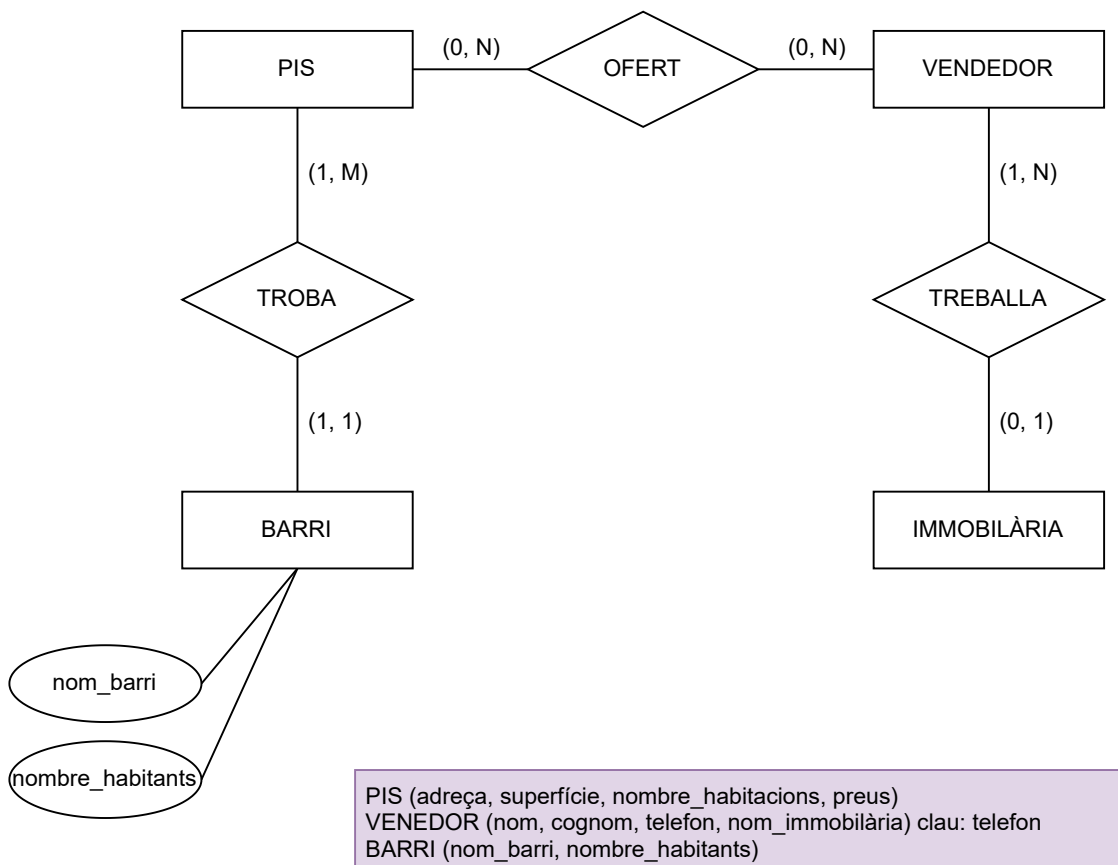 PIS
(0, N)
OFERT
(0, N)
VENDEDOR
(1, M)
(1, N)
TROBA
TREBALLA
(1, 1)
(0, 1)
BARRI
IMMOBILÀRIA
nom_barri
nombre_habitants
PIS (adreça, superfície, nombre_habitacions, preus)
VENEDOR (nom, cognom, telefon, nom_immobilària) clau: telefon
BARRI (nom_barri, nombre_habitants)